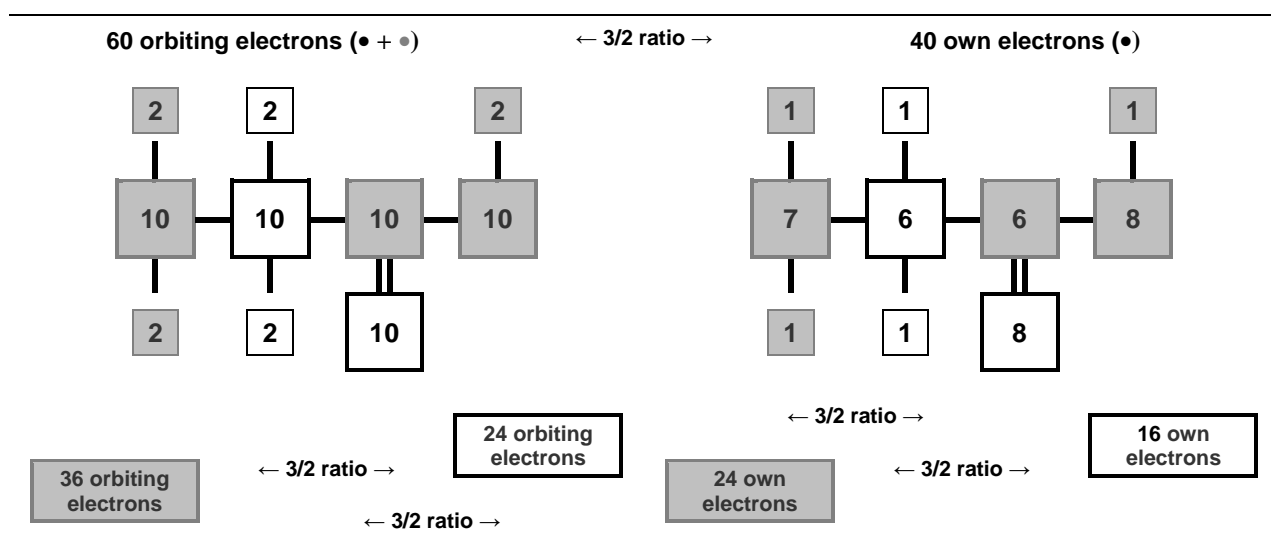 60 orbiting electrons (● + ●) ← 3/2 ratio → 40 own electrons (●)
2 2 2 1 1 1
10 10 10 10 7 6 6 8
2 2 10 1 1 8
← 3/2 ratio →
24 orbiting
electrons
16 own
electrons
← 3/2 ratio → ← 3/2 ratio →
36 orbiting
electrons
24 own
electrons
← 3/2 ratio →